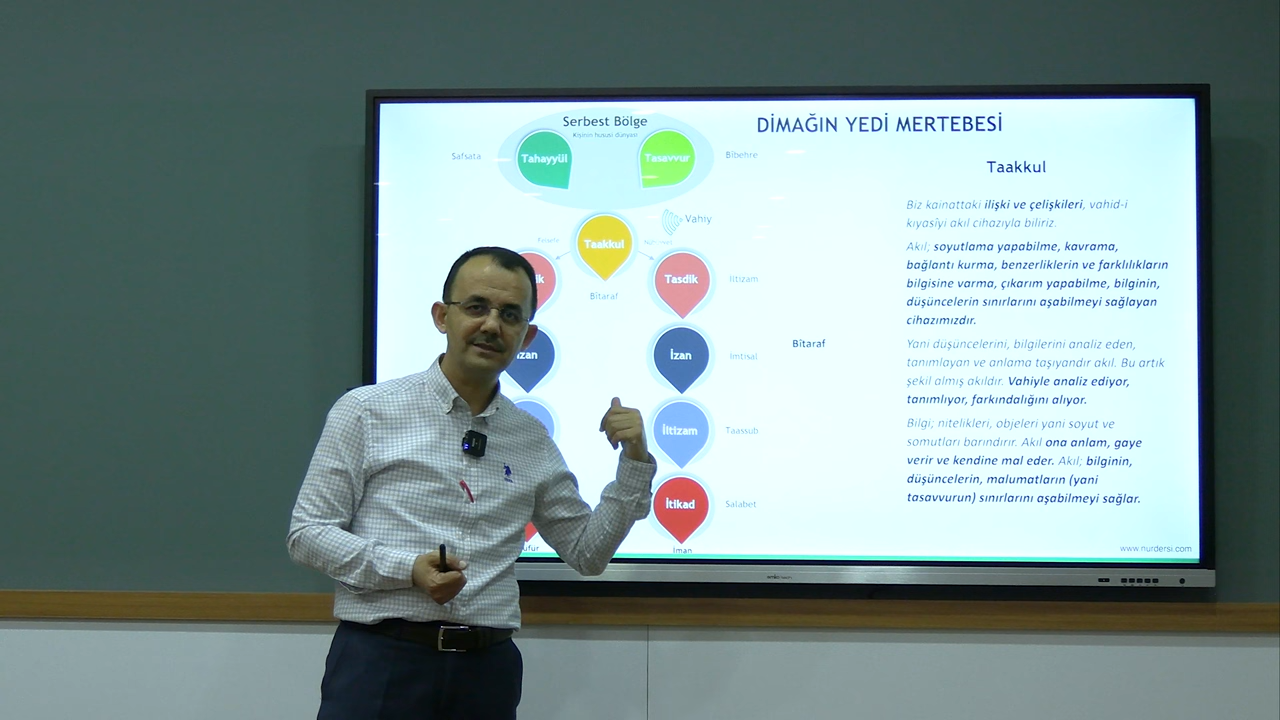 Serbest Bölge
Kişinin hususi dünyası
Safsata
Tahayyül
Tasavvur
Bîbehre
Vahiy
Taakkul
Bîtaraf
Tasdik
İltizam
İzan
İmtisal
İltizam
Taassub
İtikad
Salabet
İman
DİMAĞIN YEDİ MERTEBESİ
Taakkul
Biz kainattaki ilişki ve çelişkileri, vahid-i
kıyasîyi akıl cihazıyla biliriz.
Akıl; soyutlama yapabilme, kavrama,
bağlantı kurma, benzerliklerin ve farklılıkların
bilgisine varma, çıkarım yapabilme, bilginin,
düşüncelerin sınırlarını aşabilmeyi sağlayan
cihazımızdır.
Bîtaraf
Yani düşüncelerini, bilgilerini analiz eden,
tanımlayan ve anlama taşıyandır akıl. Bu artık
şekil almış akıldır. Vahiyle analiz ediyor,
tanımlıyor, farkındalığını alıyor.
Bilgi; nitelikleri, objeleri yani soyut ve
somutları barındırır. Akıl ona anlam, gaye
verir ve kendine mal eder. Akıl; bilginin,
düşüncelerin, malumatların (yani
tasavvurun) sınırlarını aşabilmeyi sağlar.
www.nurdersi.com